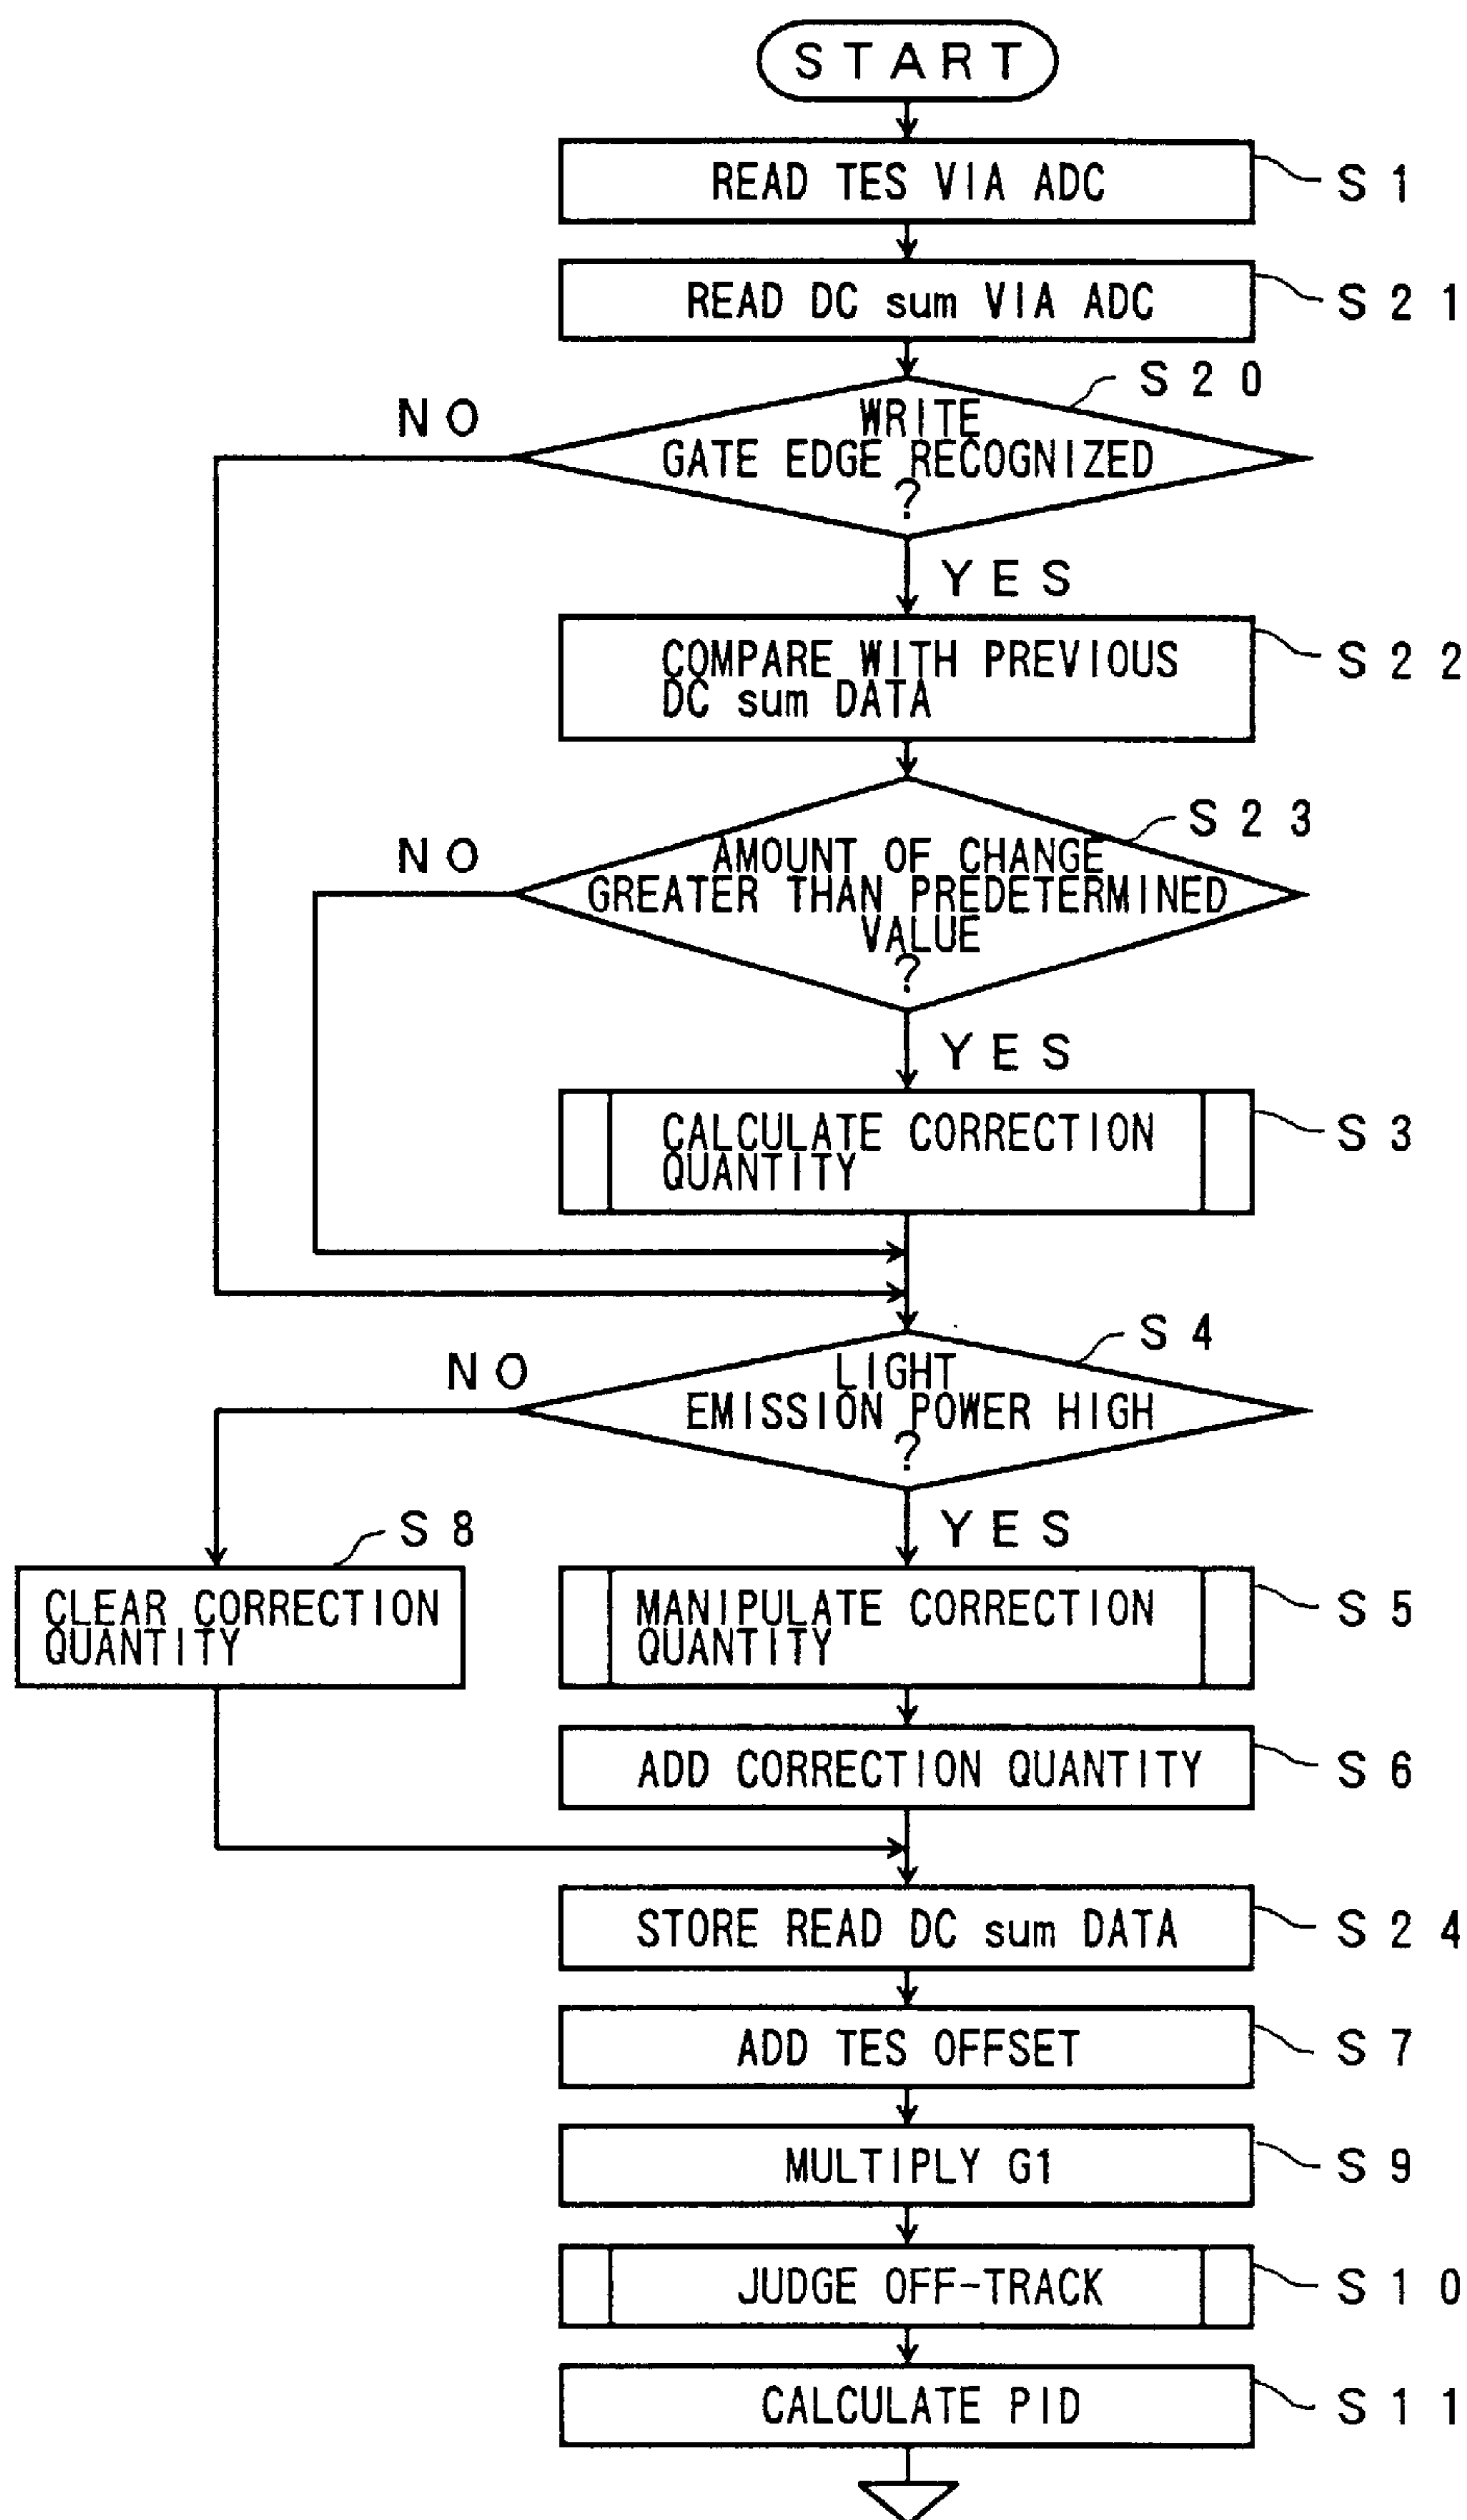 START
READ TES VIA ADC
S1
READ DC sum VIA ADC
S21
S20
NO
WRITE
GATE EDGE RECOGNIZED
?
YES
COMPARE WITH PREVIOUS
DC sum DATA
S22
S23
NO
AMOUNT OF CHANGE
GREATER THAN PREDETERMINED
VALUE
?
YES
CALCULATE CORRECTION
QUANTITY
S3
S4
NO
LIGHT
EMISSION POWER HIGH
?
YES
S8
CLEAR CORRECTION
QUANTITY
MANIPULATE CORRECTION
QUANTITY
S5
ADD CORRECTION QUANTITY
S6
STORE READ DC sum DATA
S24
ADD TES OFFSET
S7
MULTIPLY G1
S9
JUDGE OFF-TRACK
S10
CALCULATE PID
S11